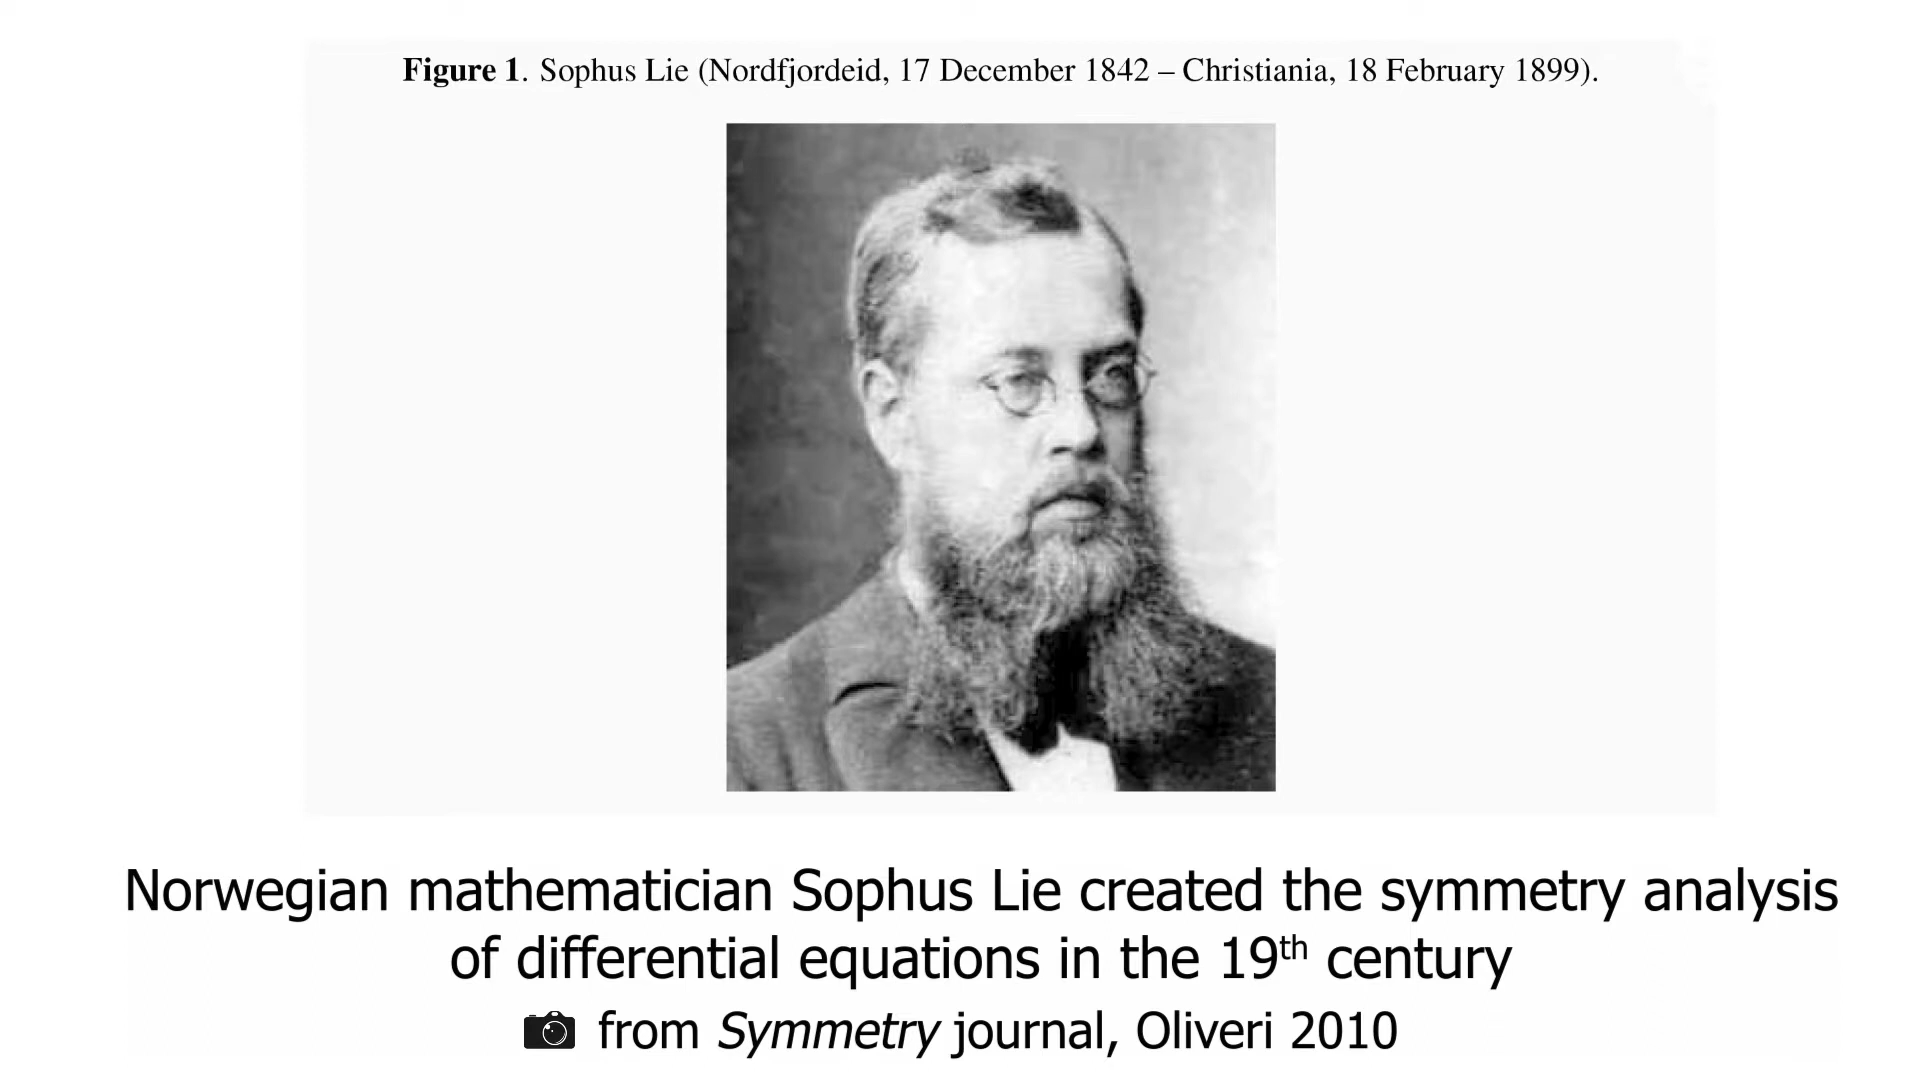 Figure 1. Sophus Lie (Nordfjordeid, 17 December 1842 – Christiania, 18 February 1899).
Norwegian mathematician Sophus Lie created the symmetry analysis
of differential equations in the 19th century
from Symmetry journal, Oliveri 2010